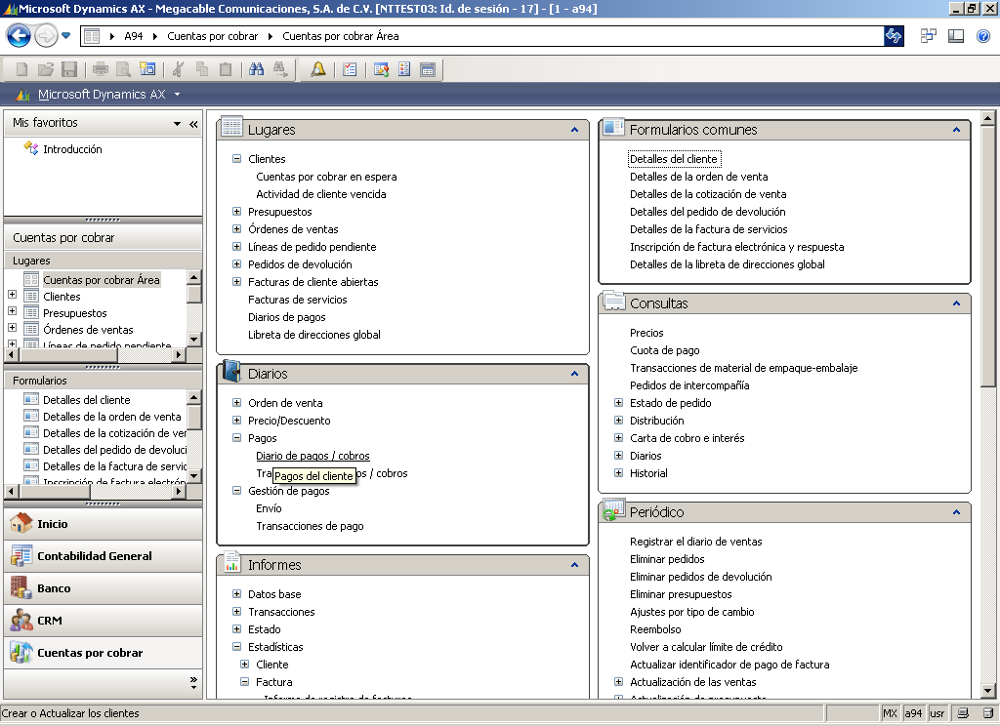 Microsoft Dynamics AX - Megacable Comunicaciones, S.A. de C.V. [NTTEST03: Id. de sesión - 17] - [1 - a94]
A94 Cuentas por cobrar Cuentas por cobrar Área
Microsoft Dynamics AX
Mis favoritos
Introducción
Cuentas por cobrar
Lugares
Cuentas por cobrar Área
Clientes
Presupuestos
Órdenes de ventas
Líneas de pedido pendiente
Formularios
Detalles del cliente
Detalles de la orden de venta
Detalles de la cotización de ver
Detalles del pedido de devoluci
Detalles de la factura de servic
Inscripción de factura electrón
Inicio
Contabilidad General
Banco
CRM
Cuentas por cobrar
Lugares
Clientes
Cuentas por cobrar en espera
Actividad de cliente vencida
Presupuestos
Órdenes de ventas
Líneas de pedido pendiente
Pedidos de devolución
Facturas de cliente abiertas
Facturas de servicios
Diarios de pagos
Libreta de direcciones global
Diarios
Orden de venta
Precio/Descuento
Pagos
Diario de pagos / cobros
Tra os / cobros
Pagos del cliente
Gestión de pagos
Envío
Transacciones de pago
Informes
Datos base
Transacciones
Estado
Estadísticas
Cliente
Factura
Informe de registro de facturas
Formularios comunes
Detalles del cliente
Detalles de la orden de venta
Detalles de la cotización de venta
Detalles del pedido de devolución
Detalles de la factura de servicios
Inscripción de factura electrónica y respuesta
Detalles de la libreta de direcciones global
Consultas
Precios
Cuota de pago
Transacciones de material de empaque-embalaje
Pedidos de intercompañía
Estado de pedido
Distribución
Carta de cobro e interés
Diarios
Historial
Periódico
Registrar el diario de ventas
Eliminar pedidos
Eliminar pedidos de devolución
Eliminar presupuestos
Ajustes por tipo de cambio
Reembolso
Volver a calcular límite de crédito
Actualizar identificador de pago de factura
Actualización de las ventas
Actualización de presupuesto
Crear o Actualizar los clientes
MX a94 usr